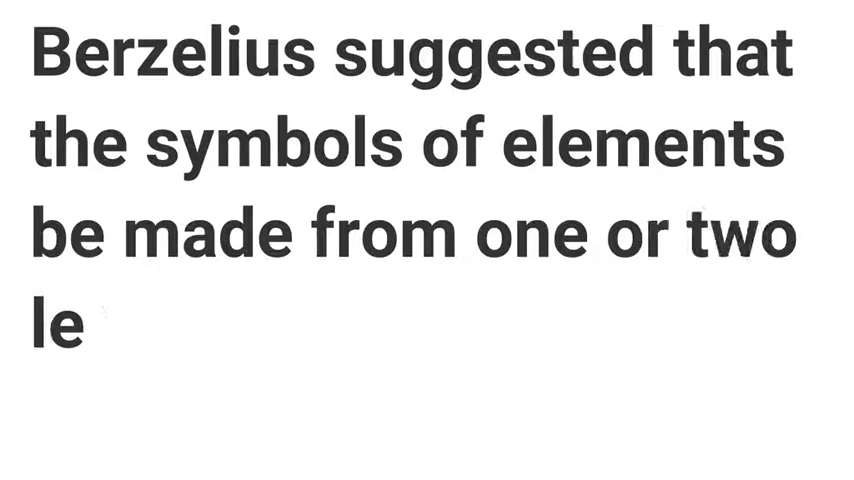 Berzelius suggested that
the symbols of elements
be made from one or two
le